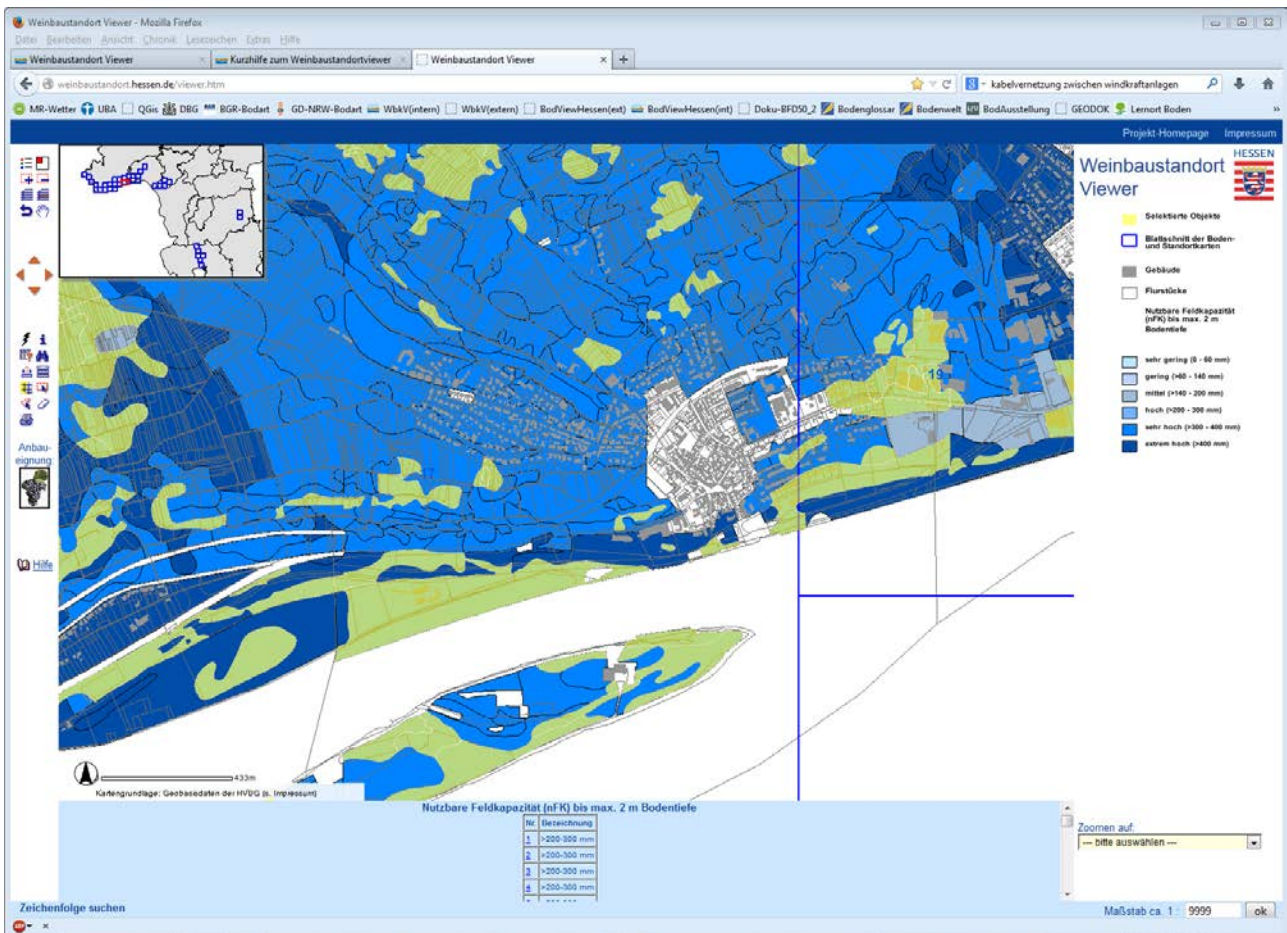 Weinbaustandort Viewer - Mozilla Firefox
Datei Bearbeiten Ansicht Chronik Lesezeichen Extras Hilfe
Weinbaustandort Viewer × Kurzhilfe zum Weinbaustandortviewer × Weinbaustandort Viewer × +
weinbaustandort.hessen.de/viewer.htm kabelvernetzung zwischen windkraftanlagen
MR-Wetter UBA QGis DBG BGR-Bodart GD-NRW-Bodart WbkV(intern) WbkV(extern) BodViewHessen(ext) BodViewHessen(int) Doku-BFD50_2 Bodenglossar Bodenwelt BodAusstellung GEODOK Lernort Boden »
Projekt-Homepage Impressum
HESSEN
Weinbaustandort
Viewer
Selektierte Objekte
Blattschnitt der Boden-
und Standortkarten
Gebäude
Flurstücke
Nutzbare Feldkapazität
(nFK) bis max. 2 m
Bodentiefe
sehr gering (0 - 60 mm)
gering (>60 - 140 mm)
mittel (>140 - 200 mm)
hoch (>200 - 300 mm)
sehr hoch (>300 - 400 mm)
extrem hoch (>400 mm)
Anbau-
eignung:
Hilfe
19
17
433m
Kartengrundlage: Geobasisdaten der HVBG (s. Impressum)
Nutzbare Feldkapazität (nFK) bis max. 2 m Bodentiefe
Nr. Bezeichnung
1 >200-300 mm
2 >200-300 mm
3 >200-300 mm
4 >200-300 mm
Zoomen auf:
--- bitte auswählen ---
Zeichenfolge suchen
Maßstab ca. 1 : 9999 ok
ABP ×